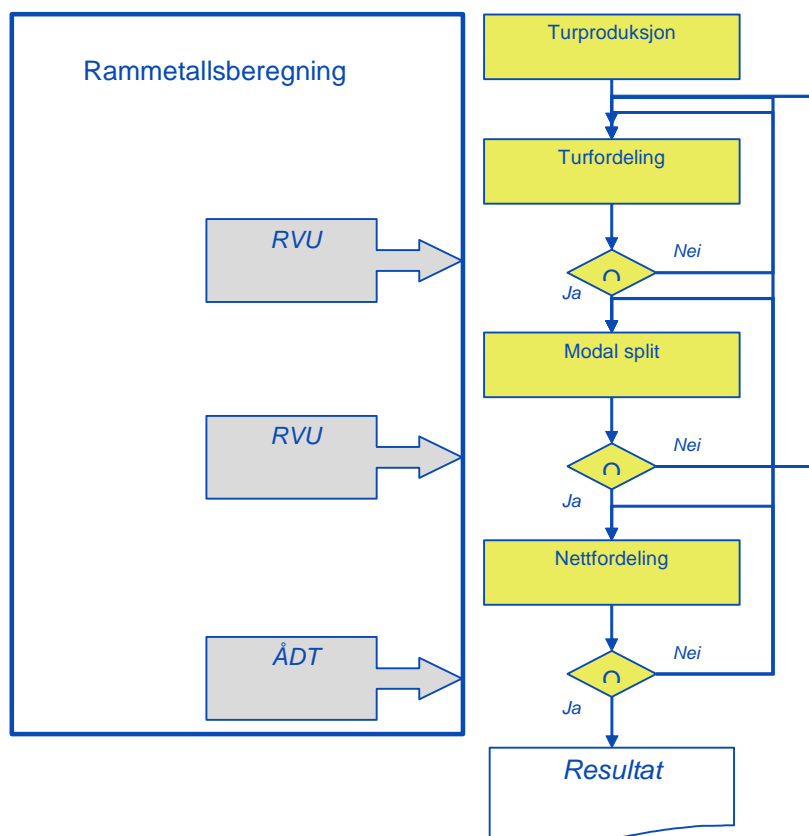 Rammetallsberegning
Turproduksjon
Turfordeling
RVU
Nei
∩
Ja
Modal split
RVU
Nei
∩
Ja
Nettfordeling
ÅDT
Nei
∩
Ja
Resultat